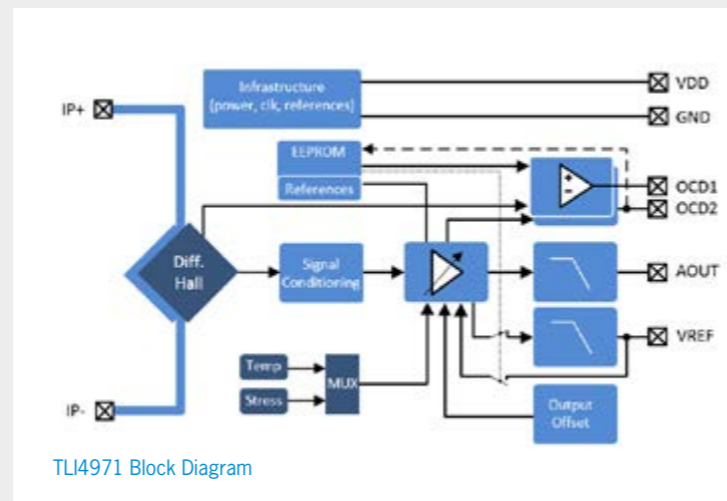 Infrastructure
(power, clk, references)
VDD
GND
IP+
EEPROM
References
+
-
OCD1
OCD2
Diff.
Hall
Signal
Conditioning
AOUT
VREF
Temp
Stress
MUX
Output
Offset
IP-
TLI4971 Block Diagram